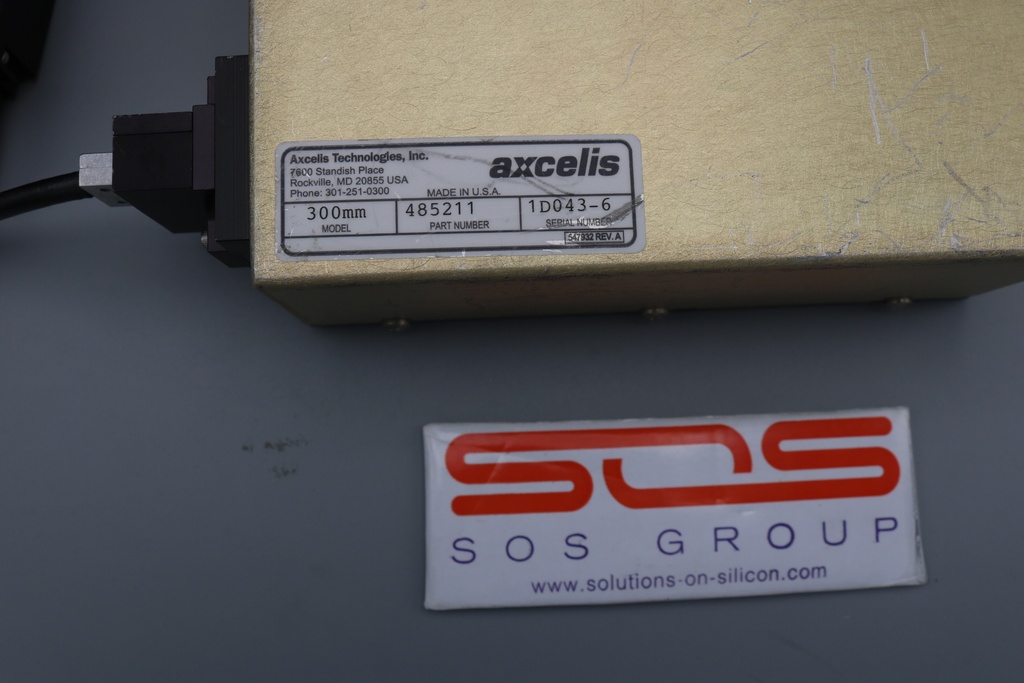 Axcelis Technologies, Inc.
7600 Standish Place
Rockville, MD 20855 USA
Phone: 301-251-0300
axcelis
MADE IN U.S.A.
300mm
485211
1D043-6
MODEL
PART NUMBER
SERIAL NUMBER
547932 REV. A
SOS
SOS GROUP
www.solutions-on-silicon.com